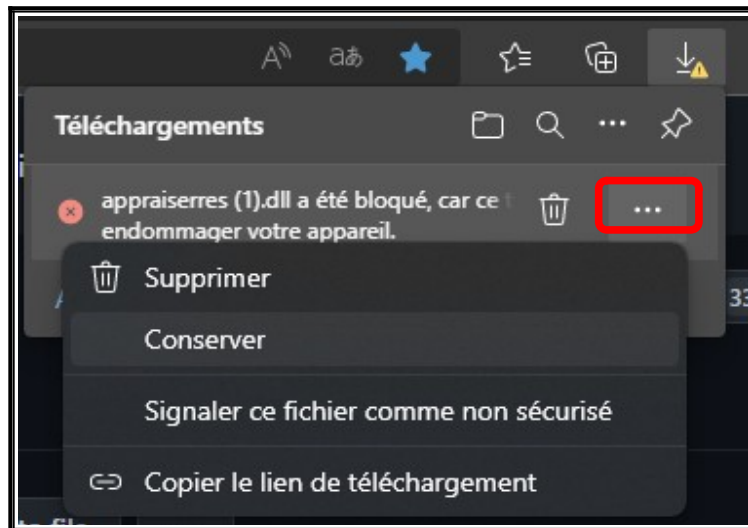 Téléchargements
appraiserres (1).dll a été bloqué, car ce
endommager votre appareil.
Supprimer
33
Conserver
Signaler ce fichier comme non sécurisé
Copier le lien de téléchargement